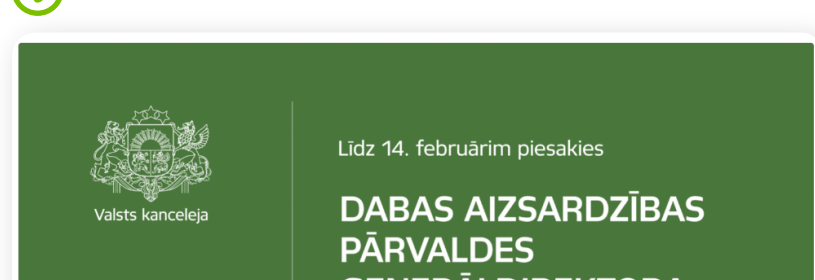 Līdz 14. februārim piesakies
Valsts kanceleja
DABAS AIZSARDZĪBAS
PĀRVALDES